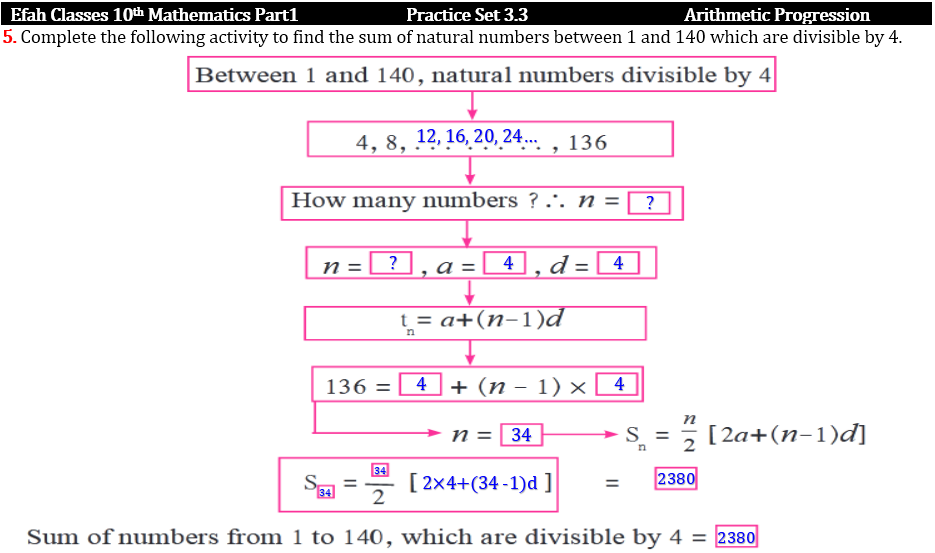 Efah Classes 10th Mathematics Part1 Practice Set 3.3 Arithmetic Progression
5. Complete the following activity to find the sum of natural numbers between 1 and 140 which are divisible by 4.
Between 1 and 140, natural numbers divisible by 4
4, 8, 12, 16, 20, 24... , 136
How many numbers ? ∴ n = ?
n = ? , a = 4 , d = 4
tₙ = a+(n−1)d
136 = 4 + (n − 1) × 4
n = 34 Sₙ = n/2 [2a+(n−1)d]
S₃₄ = 34/2 [ 2×4+(34 -1)d ] = 2380
Sum of numbers from 1 to 140, which are divisible by 4 = 2380